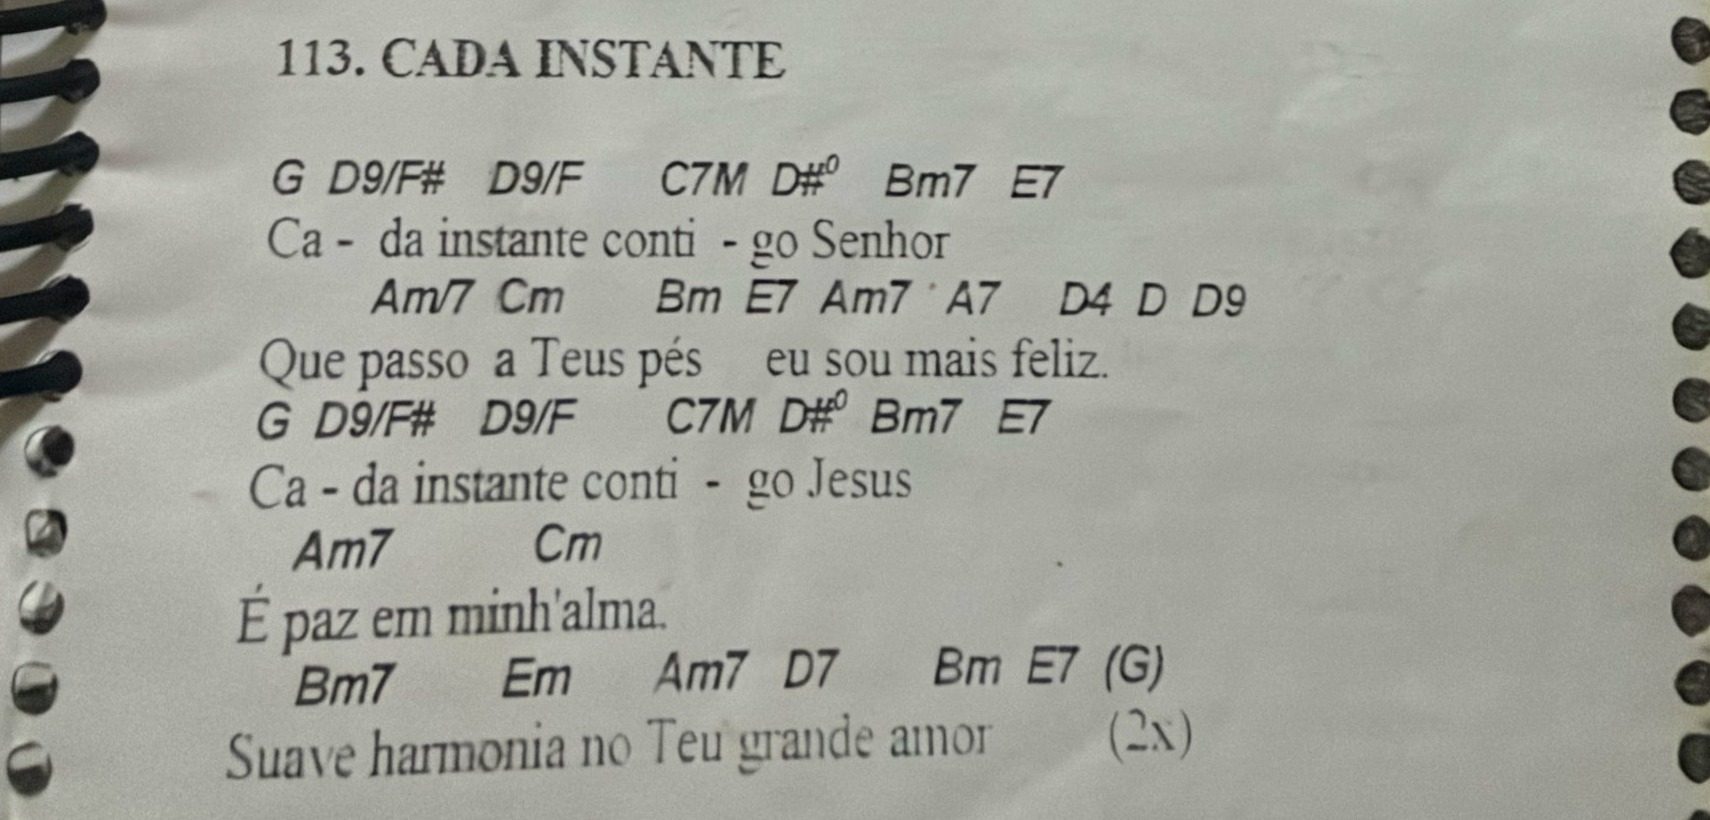 113. CADA INSTANTE
G D9/F# D9/F C7M D#⁰ Bm7 E7
Ca - da instante conti - go Senhor
Am/7 Cm Bm E7 Am7 A7 D4 D D9
Que passo a Teus pés eu sou mais feliz.
G D9/F# D9/F C7M D#⁰ Bm7 E7
Ca - da instante conti - go Jesus
Am7 Cm
É paz em minh'alma.
Bm7 Em Am7 D7 Bm E7 (G)
Suave harmonia no Teu grande amor (2x)